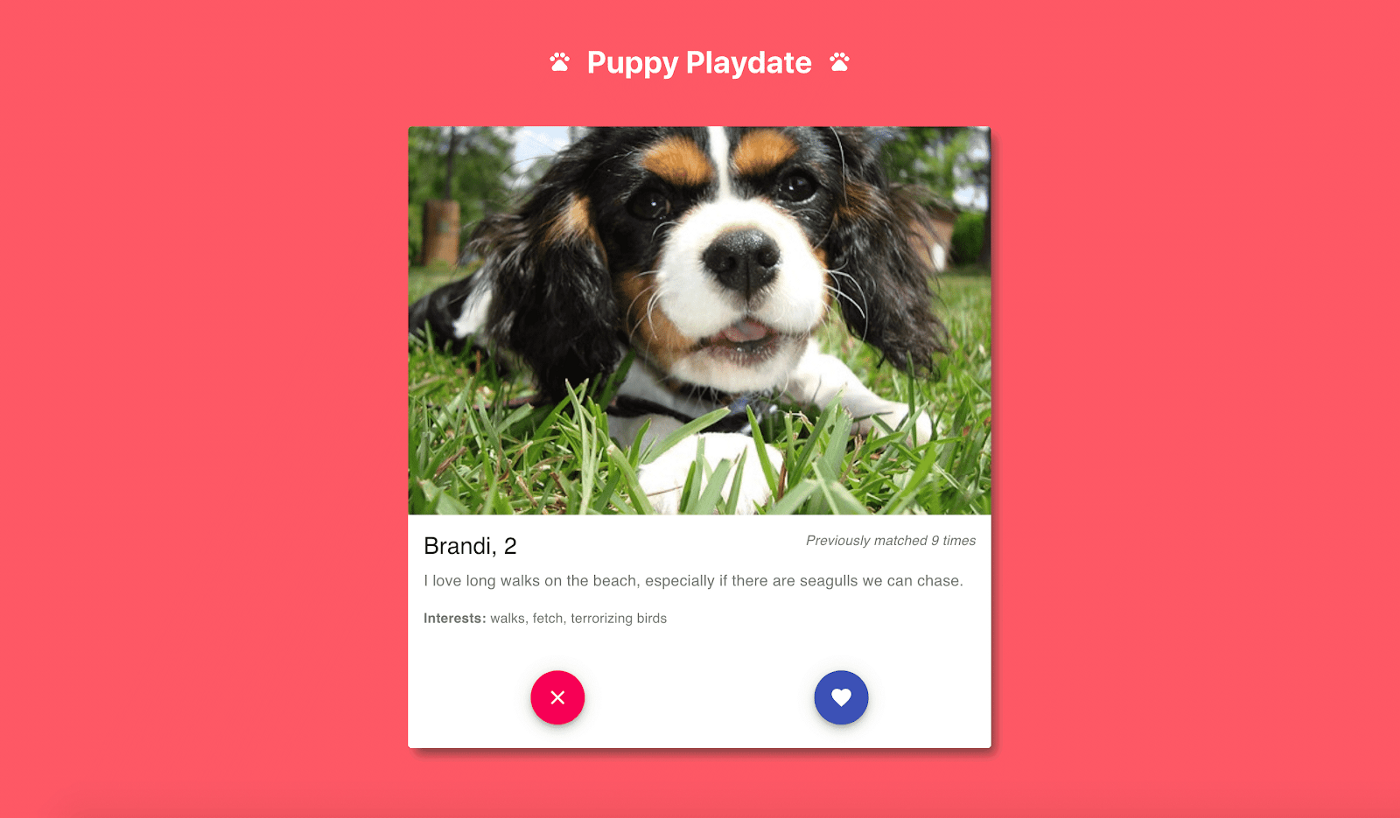 Puppy Playdate
Brandi, 2
Previously matched 9 times
I love long walks on the beach, especially if there are seagulls we can chase.
Interests: walks, fetch, terrorizing birds